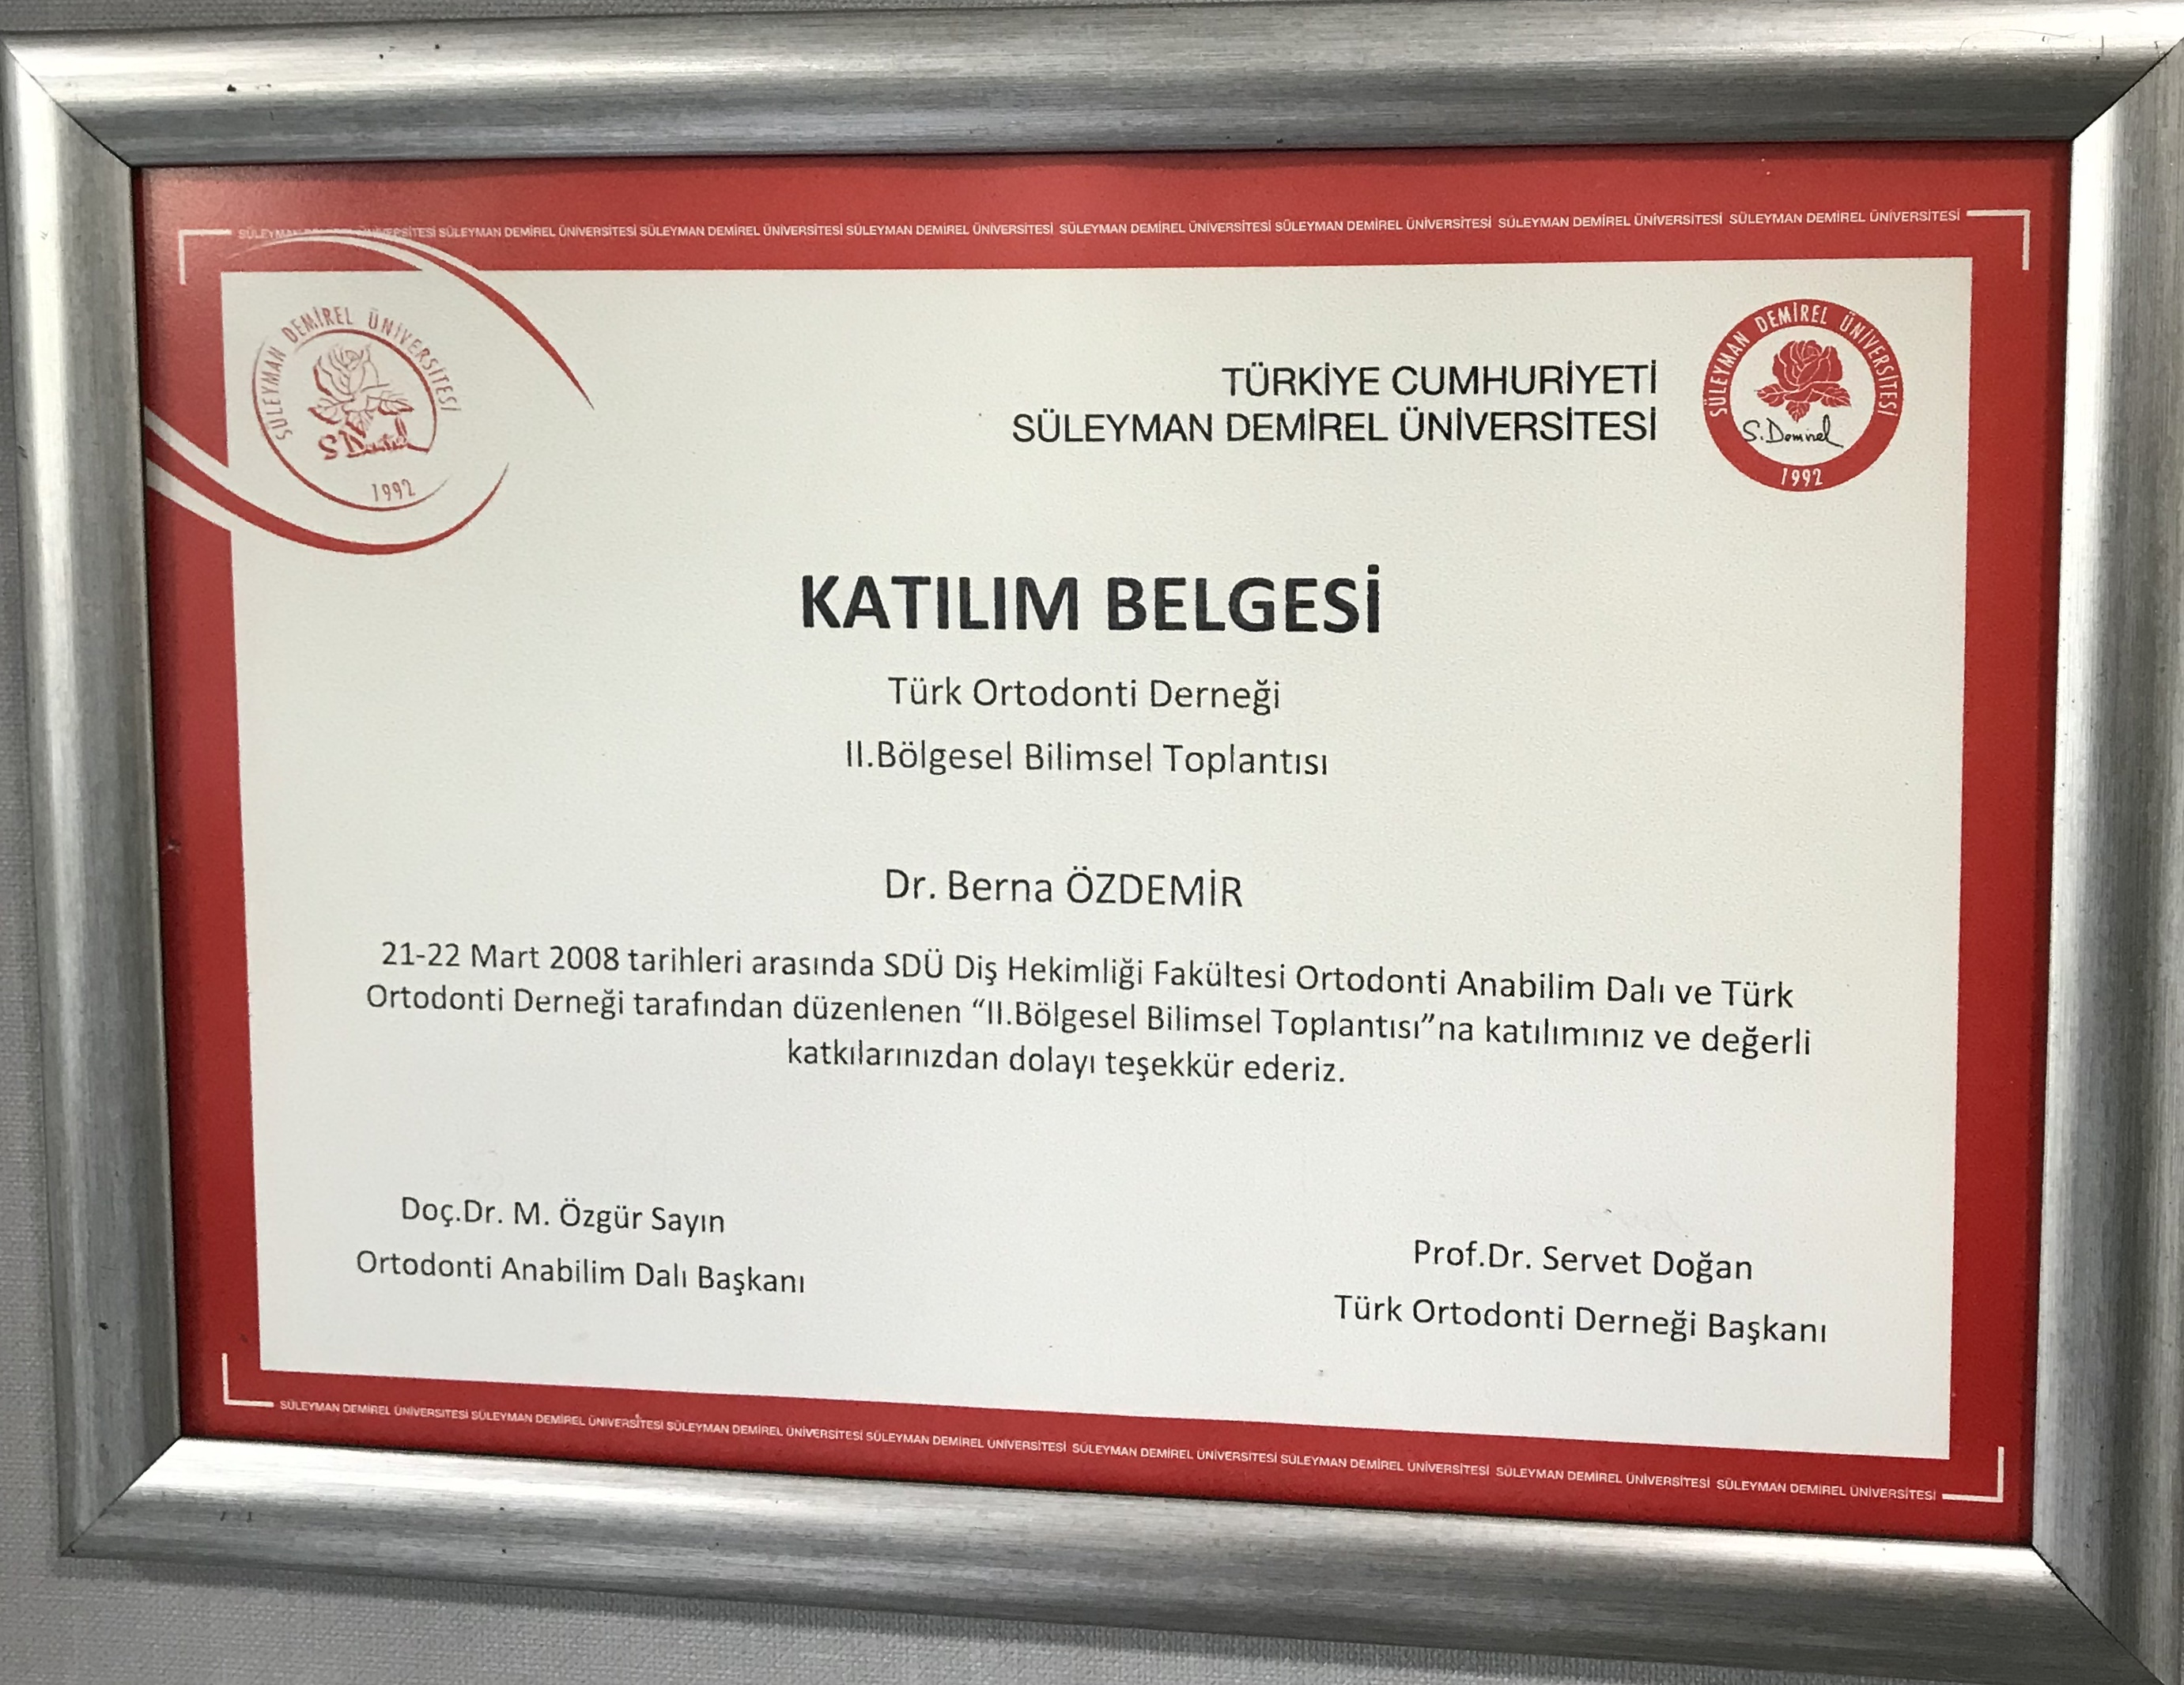 SÜLEYMAN DEMİREL ÜNİVERSİTESİ SÜLEYMAN DEMİREL ÜNİVERSİTESİ SÜLEYMAN DEMİREL ÜNİVERSİTESİ SÜLEYMAN DEMİREL ÜNİVERSİTESİ SÜLEYMAN DEMİREL ÜNİVERSİTESİ SÜLEYMAN DEMİREL ÜNİVERSİTESİ SÜLEYMAN DEMİREL ÜNİVERSİTESİ SÜLEYMAN DEMİREL ÜNİVERSİTESİ
SÜLEYMAN DEMİREL ÜNİVERSİTESİ
1992
TÜRKİYE CUMHURİYETİ
SÜLEYMAN DEMİREL ÜNİVERSİTESİ
SÜLEYMAN DEMİREL ÜNİVERSİTESİ
S.Demirel
1992
KATILIM BELGESİ
Türk Ortodonti Derneği
II.Bölgesel Bilimsel Toplantısı
Dr. Berna ÖZDEMİR
21-22 Mart 2008 tarihleri arasında SDÜ Diş Hekimliği Fakültesi Ortodonti Anabilim Dalı ve Türk
Ortodonti Derneği tarafından düzenlenen “II.Bölgesel Bilimsel Toplantısı”na katılımınız ve değerli
katkılarınızdan dolayı teşekkür ederiz.
Doç.Dr. M. Özgür Sayın
Ortodonti Anabilim Dalı Başkanı
Prof.Dr. Servet Doğan
Türk Ortodonti Derneği Başkanı
SÜLEYMAN DEMİREL ÜNİVERSİTESİ SÜLEYMAN DEMİREL ÜNİVERSİTESİ SÜLEYMAN DEMİREL ÜNİVERSİTESİ SÜLEYMAN DEMİREL ÜNİVERSİTESİ SÜLEYMAN DEMİREL ÜNİVERSİTESİ SÜLEYMAN DEMİREL ÜNİVERSİTESİ SÜLEYMAN DEMİREL ÜNİVERSİTESİ SÜLEYMAN DEMİREL ÜNİVERSİTESİ